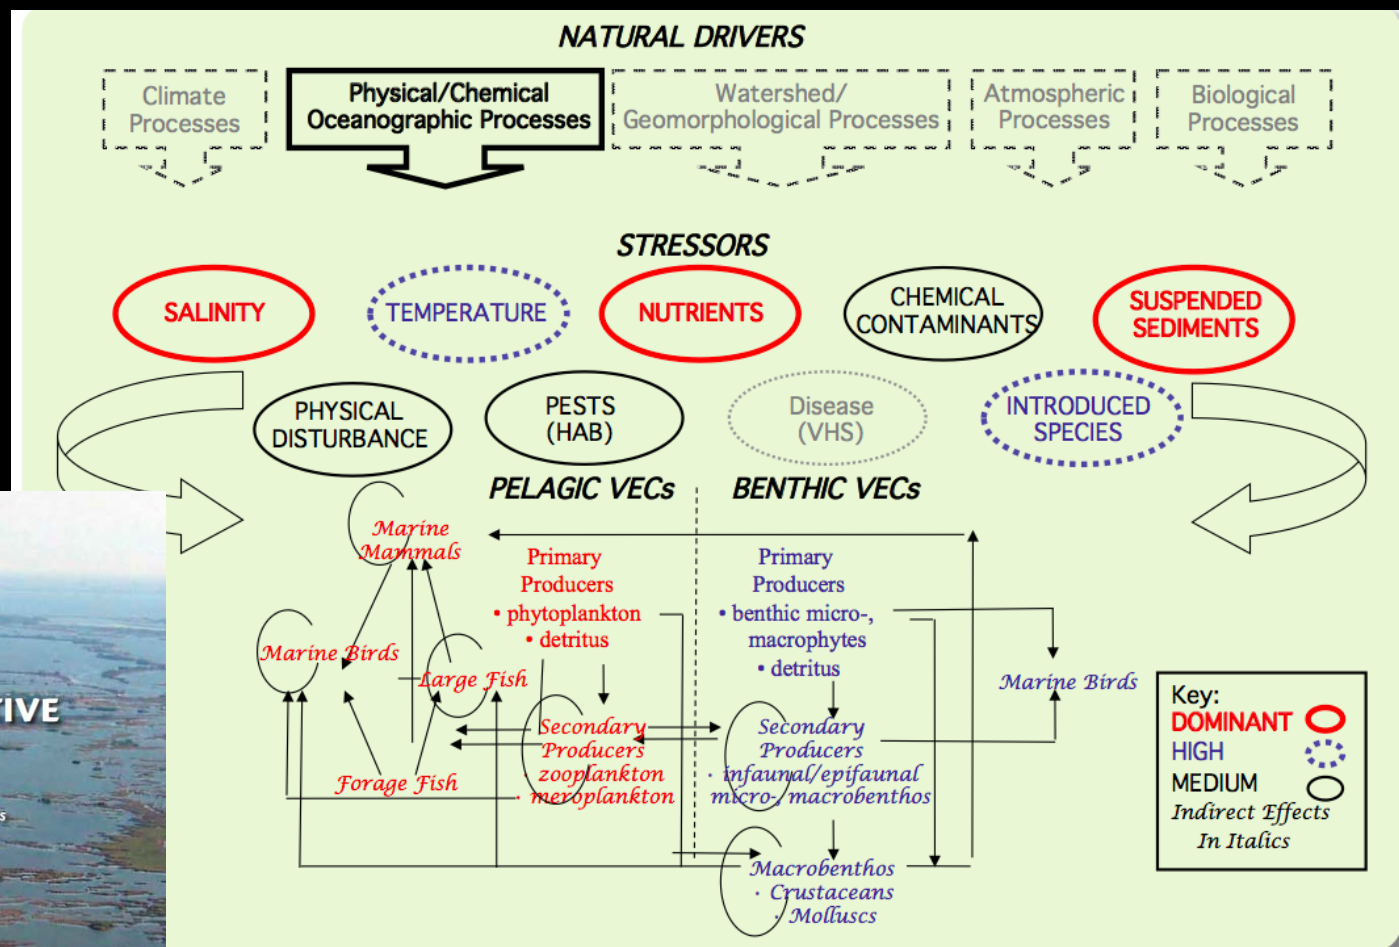 NATURAL DRIVERS
Climate
Processes
Physical/Chemical
Oceanographic Processes
Watershed/
Geomorphological Processes
Atmospheric
Processes
Biological
Processes
STRESSORS
SALINITY
TEMPERATURE
NUTRIENTS
CHEMICAL
CONTAMINANTS
SUSPENDED
SEDIMENTS
PHYSICAL
DISTURBANCE
PESTS
(HAB)
Disease
(VHS)
INTRODUCED
SPECIES
PELAGIC VECs
BENTHIC VECs
Marine
Mammals
Primary
Producers
• phytoplankton
• detritus
Primary
Producers
• benthic micro-,
macrophytes
• detritus
Marine Birds
Large Fish
Marine Birds
Secondary
Producers
· zooplankton
· meroplankton
Secondary
Producers
· infaunal/epifaunal
micro-, macrobenthos
Forage Fish
Macrobenthos
· Crustaceans
· Molluscs
Key:
DOMINANT
HIGH
MEDIUM
Indirect Effects
In Italics
TIVE
s